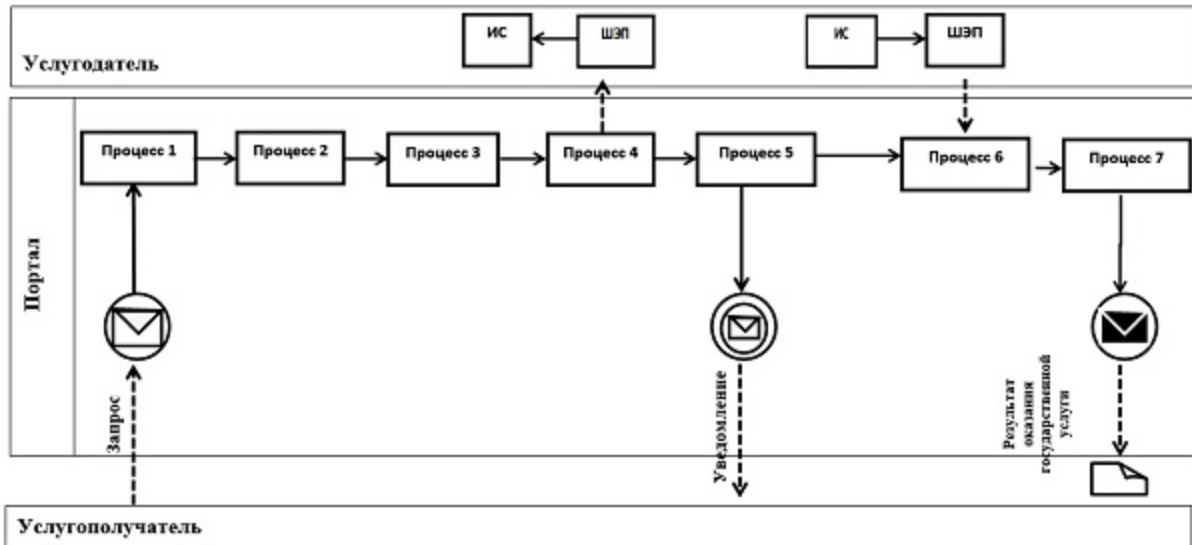 ИС
ШЭП
ИС
ШЭП
Услугодатель
Процесс 1
Процесс 2
Процесс 3
Процесс 4
Процесс 5
Процесс 6
Процесс 7
Портал
Запрос
Уведомление
Результат
оказания
государственной
услуги
Услугополучатель